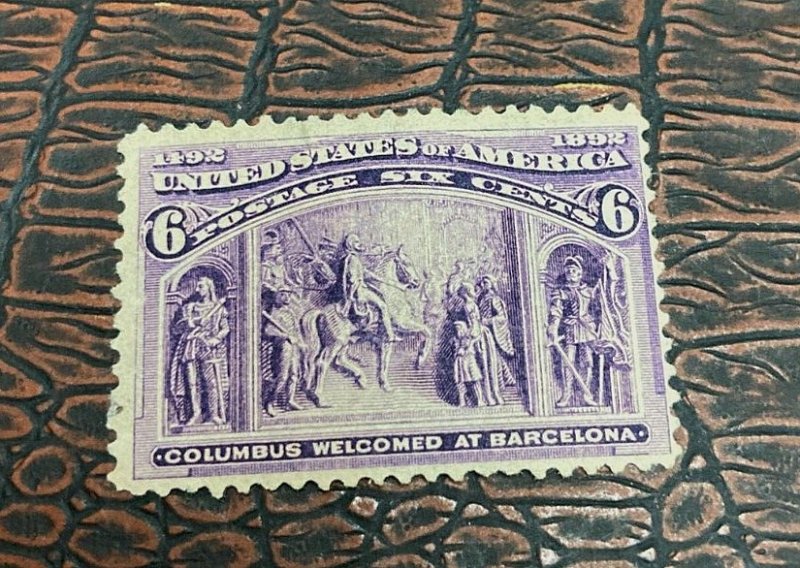 1492 1892
UNITED STATES OF AMERICA
POSTAGE SIX CENTS
6 6
·COLUMBUS WELCOMED AT BARCELONA·